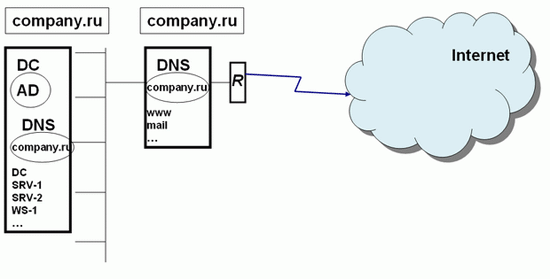 company.ru
company.ru
DC
AD
DNS
company.ru
DC
SRV-1
SRV-2
WS-1
...
DNS
company.ru
www
mail
...
R
Internet